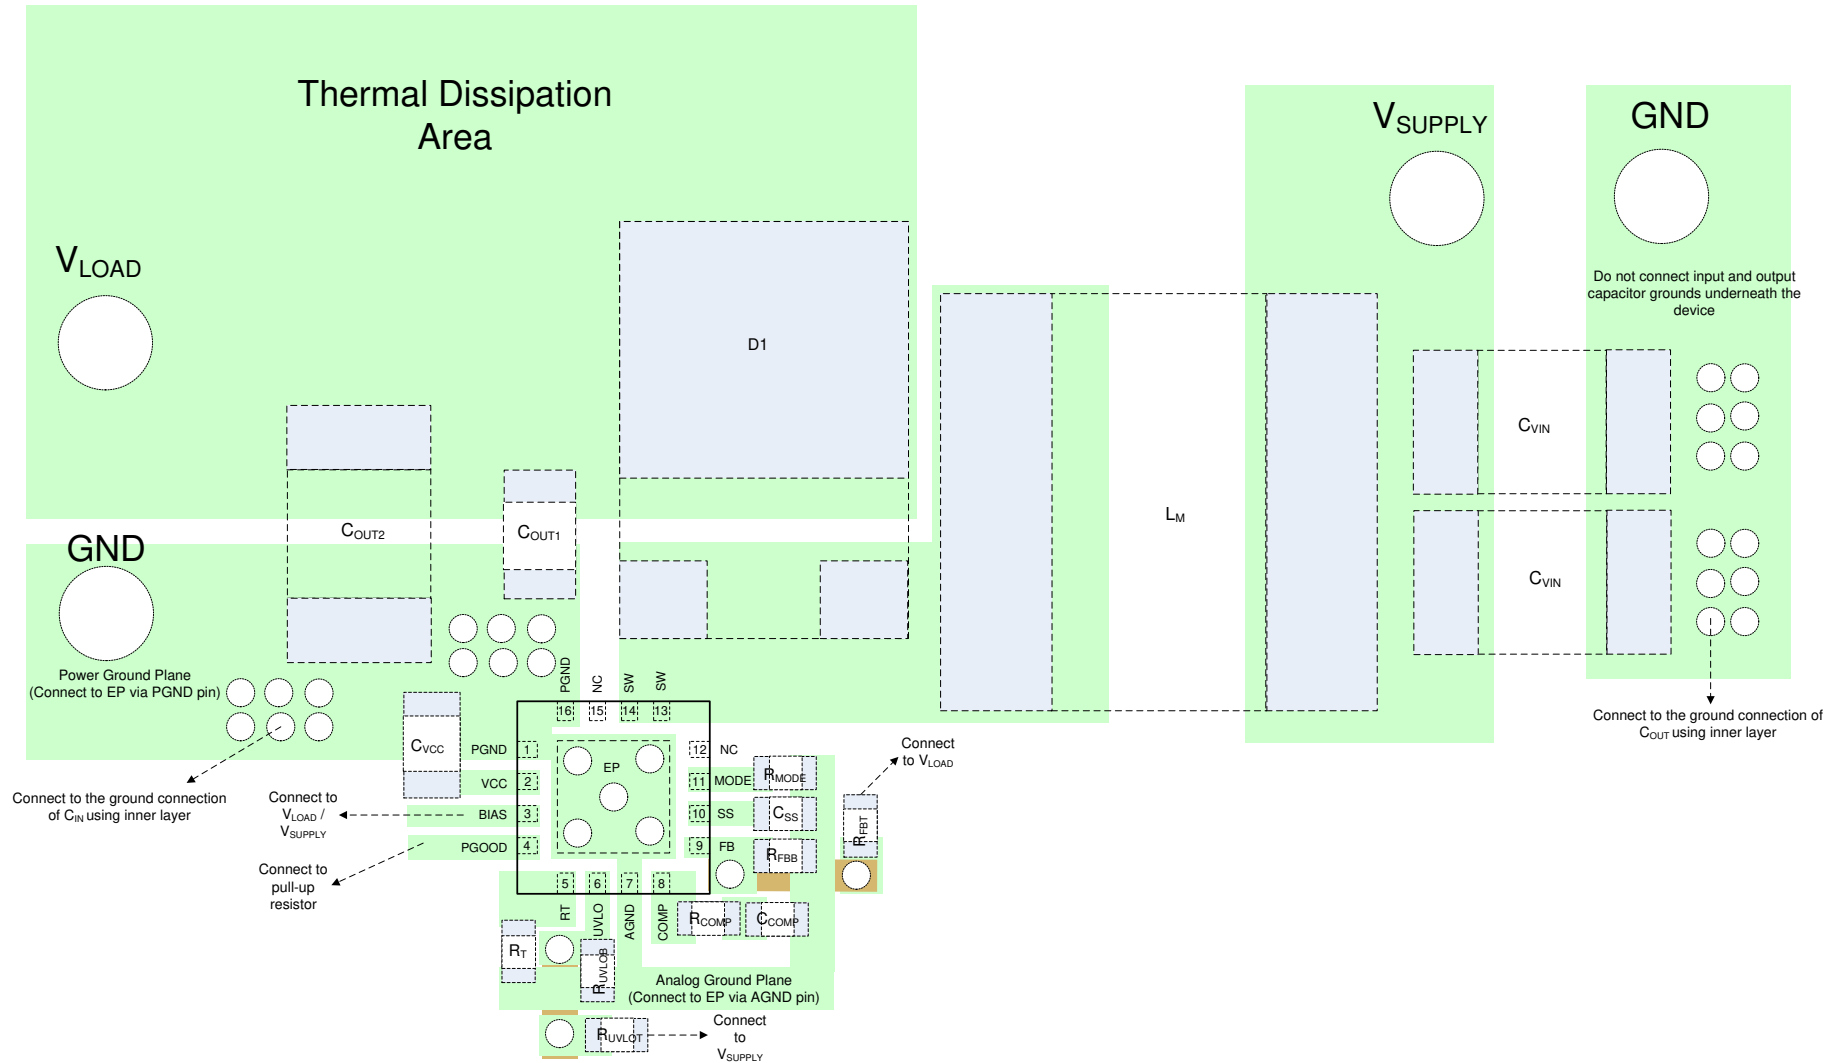 Thermal Dissipation
Area
VSUPPLY
GND
VLOAD
Do not connect input and output
capacitor grounds underneath the
device
D1
CVIN
LM
COUT2
COUT1
GND
CVIN
Power Ground Plane
(Connect to EP via PGND pin)
PGND
NC
SW
SW
16
15
14
13
Connect to the ground connection of
COUT using inner layer
CVCC
PGND
1
EP
12
NC
Connect
to VLOAD
VCC
2
11
MODE
RMODE
Connect to the ground connection
of CIN using inner layer
Connect to
VLOAD /
VSUPPLY
BIAS
3
10
SS
CSS
RFBT
PGOOD
4
9
FB
RFBB
Connect to
pull-up
resistor
5
6
7
8
RT
UVLO
AGND
COMP
RCOMP
CCOMP
RT
RUVLOB
Analog Ground Plane
(Connect to EP via AGND pin)
RUVLOT
Connect
to
VSUPPLY